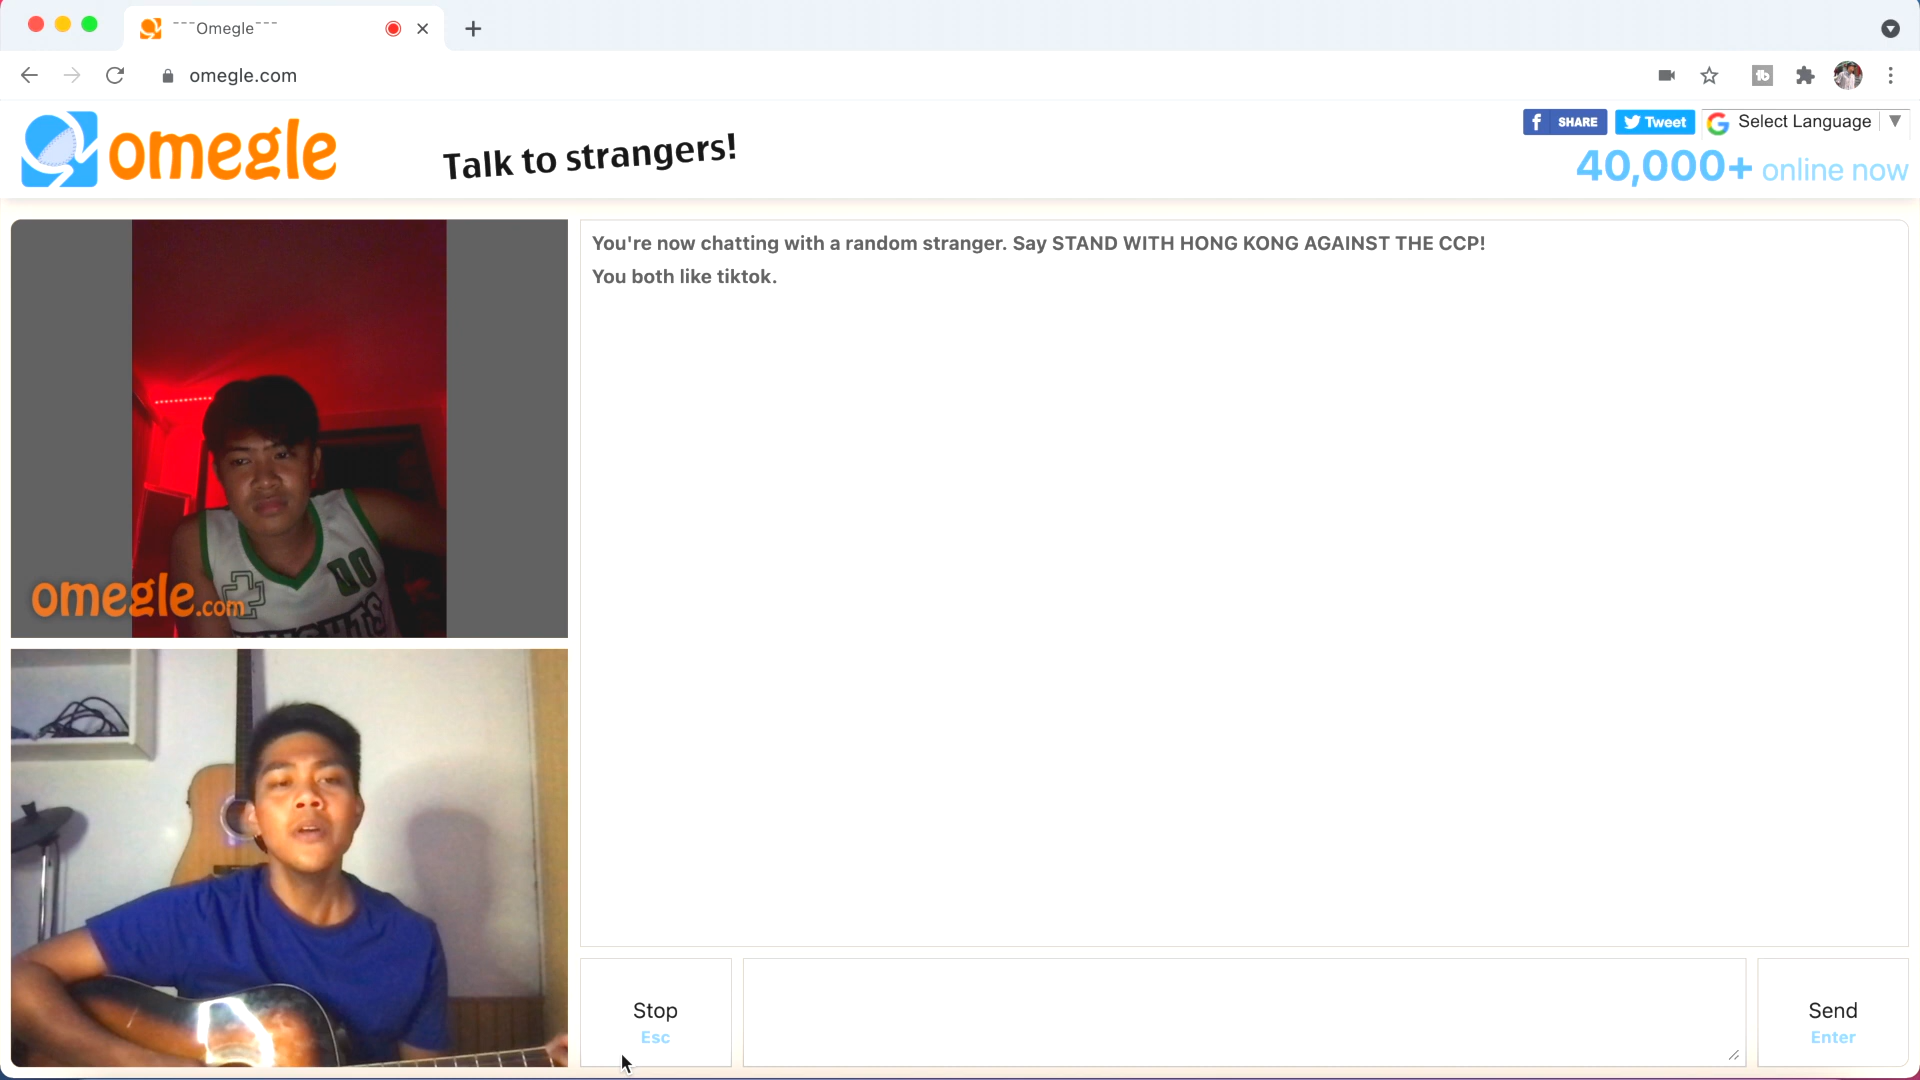 Omegle
omegle.com
omegle
Talk to strangers!
SHARE
Tweet
Select Language
40,000+ online now
You're now chatting with a random stranger. Say STAND WITH HONG KONG AGAINST THE CCP!
You both like tiktok.
00
omegle.com
Stop
Esc
Send
Enter